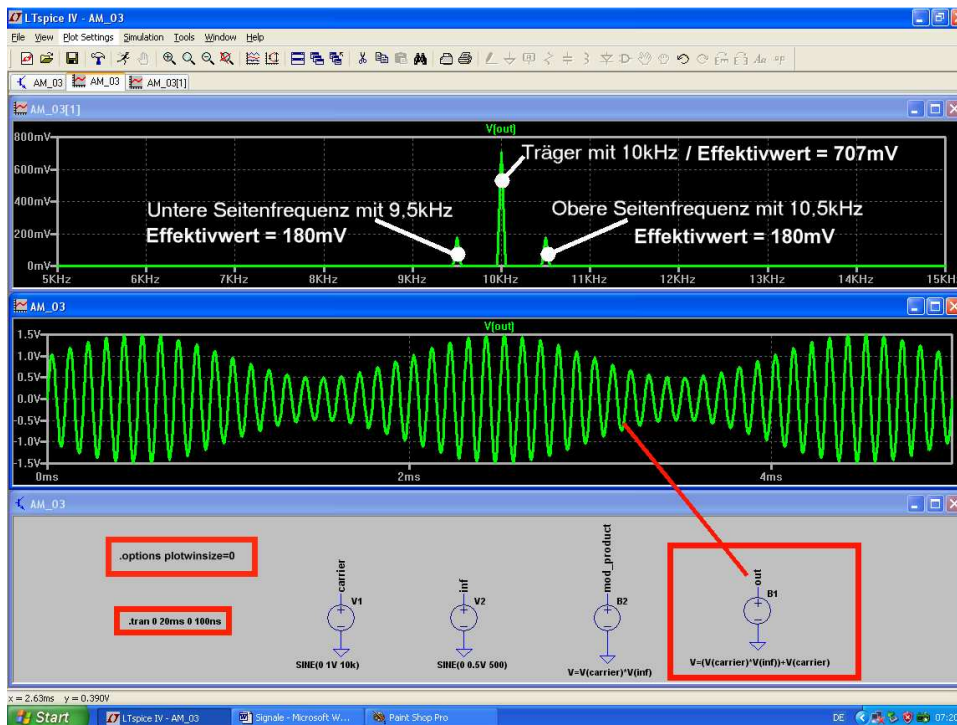 LTspice IV - AM_03
File View Plot Settings Simulation Tools Window Help
AM_03 AM_03 AM_03[1]
AM_03[1]
V(out)
800mV
600mV
400mV
200mV
0mV
Träger mit 10kHz / Effektivwert = 707mV
Untere Seitenfrequenz mit 9,5kHz
Effektivwert = 180mV
Obere Seitenfrequenz mit 10,5kHz
Effektivwert = 180mV
5KHz 6KHz 7KHz 8KHz 9KHz 10KHz 11KHz 12KHz 13KHz 14KHz 15KH
AM_03
V(out)
1.5V
1.0V
0.5V
0.0V
-0.5V
-1.0V
-1.5V
0ms 2ms 4ms
AM_03
.options plotwinsize=0
.tran 0 20ms 0 100ns
carrier
V1
SINE(0 1V 10k)
inf
V2
SINE(0 0.5V 500)
mod_product
B2
V=V(carrier)*V(inf)
out
B1
V=(V(carrier)*V(inf))+V(carrier)
x = 2.63ms y = 0.390V
Start LTspice IV - AM_03 Signale - Microsoft W... Paint Shop Pro DE 07:20